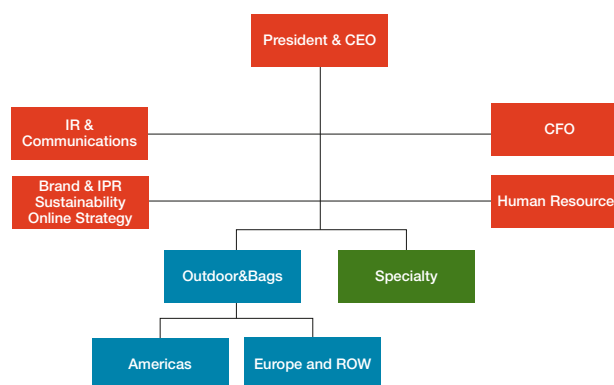 President & CEO
IR &
Communications
CFO
Brand & IPR
Sustainability
Online Strategy
Human Resource
Outdoor&Bags
Specialty
Americas
Europe and ROW